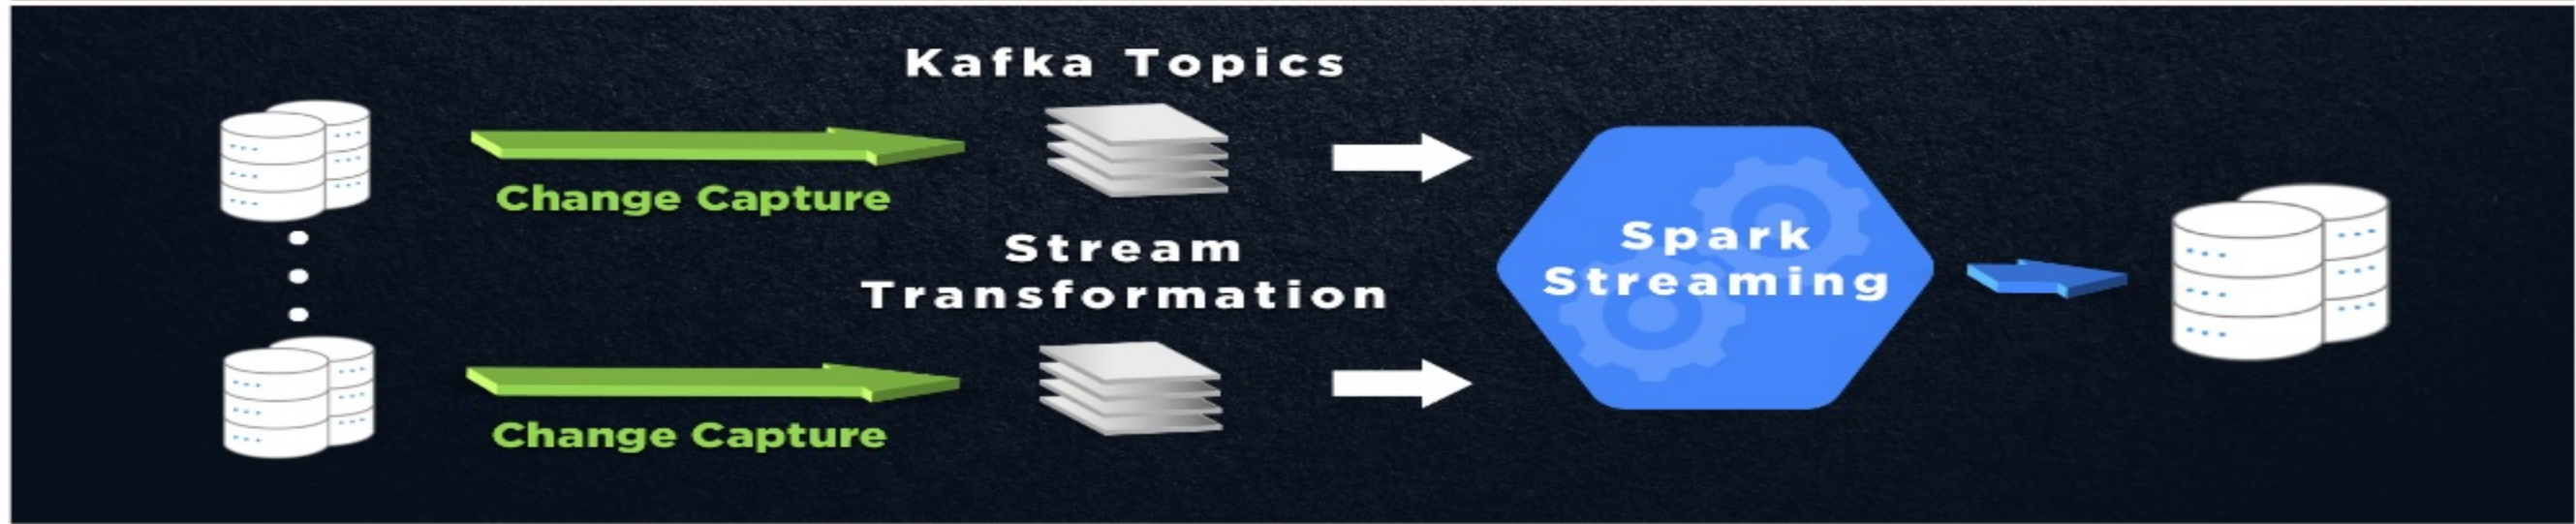 Kafka Topics
Change Capture
Stream
Transformation
Spark
Streaming
Change Capture